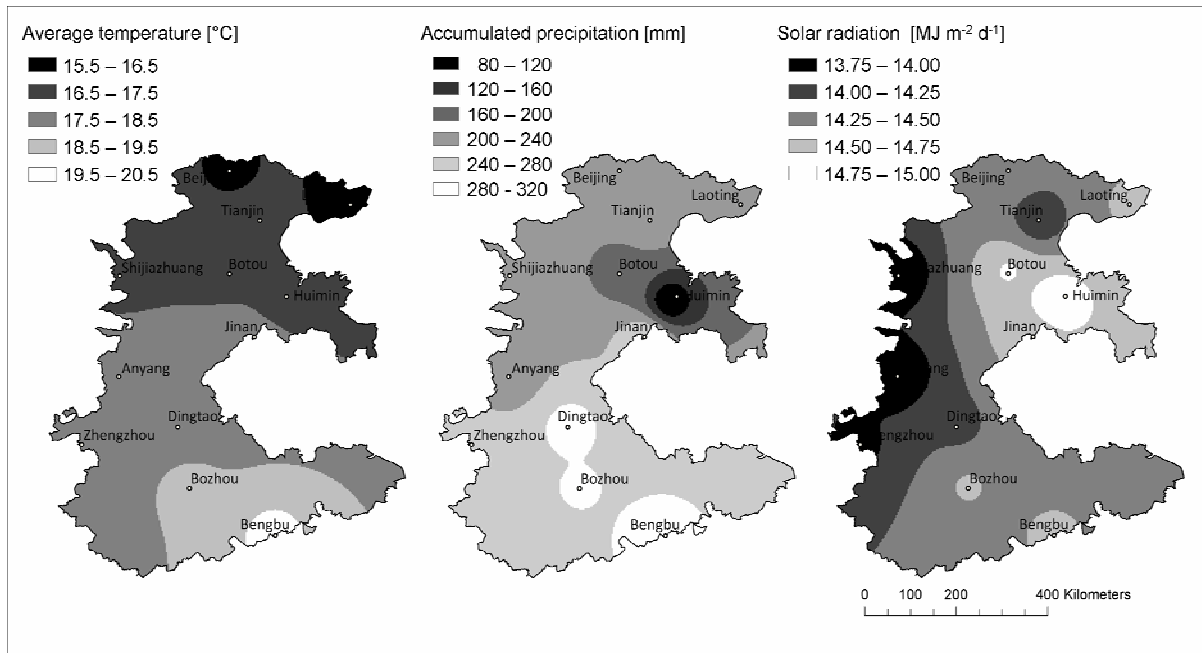 Average temperature [°C]
15.5 – 16.5
16.5 – 17.5
17.5 – 18.5
18.5 – 19.5
19.5 – 20.5
Beijing
Tianjin
Shijiazhuang
Botou
Huimin
Jinan
Anyang
Dingtao
Zhengzhou
Bozhou
Bengbu
Accumulated precipitation [mm]
80 – 120
120 – 160
160 – 200
200 – 240
240 – 280
280 - 320
Beijing
Laoting
Tianjin
Shijiazhuang
Botou
Huimin
Jinan
Anyang
Dingtao
Zhengzhou
Bozhou
Bengbu
Solar radiation [MJ m-2 d-1]
13.75 – 14.00
14.00 – 14.25
14.25 – 14.50
14.50 – 14.75
14.75 – 15.00
Beijing
Laoting
Tianjin
Shijiazhuang
Botou
Huimin
Jinan
Dingtao
Zhengzhou
Bozhou
Bengbu
0 100 200 400 Kilometers